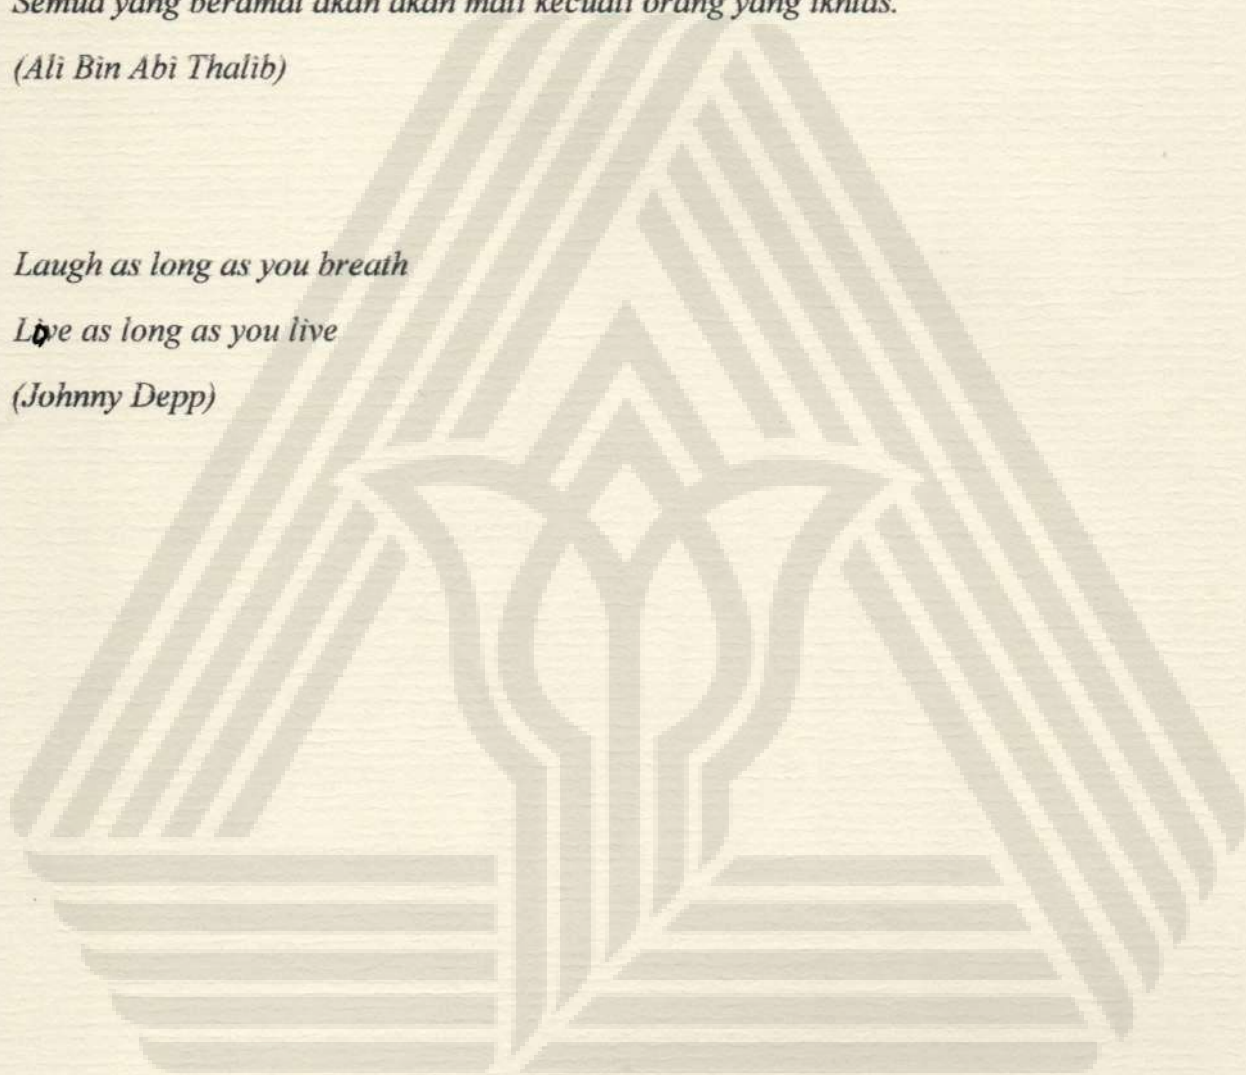 Semua yang beramal akan akan mati kecuali orang yang ikhlas.
(Ali Bin Abi Thalib)
Laugh as long as you breath
Love as long as you live
(Johnny Depp)